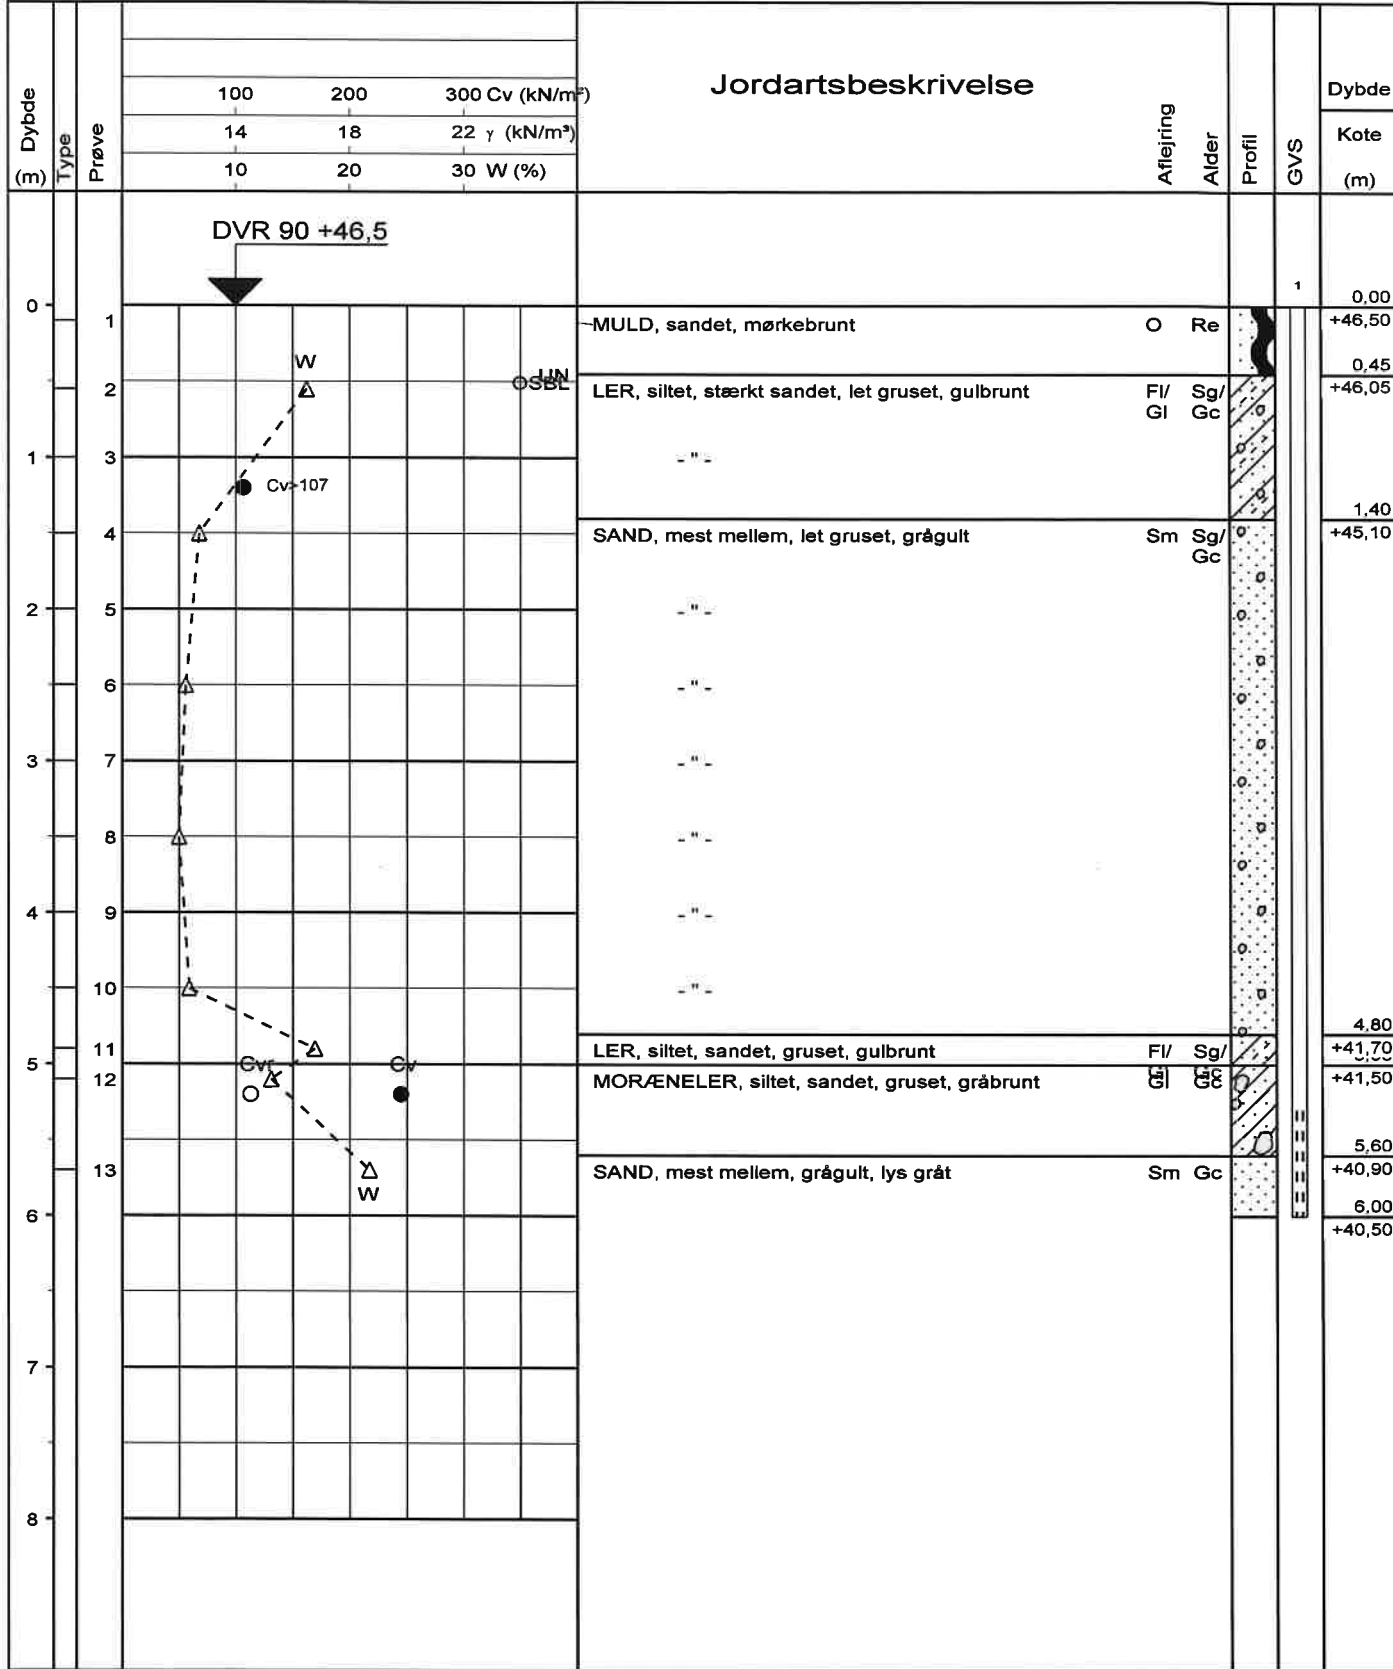 Jordartsbeskrivelse
Dybde (m)
Type
Prøve
100 200 300 Cv (kN/m²)
14 18 22 γ (kN/m³)
10 20 30 W (%)
Aflejring
Alder
Profil
GVS
Dybde
Kote
(m)
DVR 90 +46,5
1
0 0,00
1 MULD, sandet, mørkebrunt O Re +46,50
W
SBL 0,45
2 LER, siltet, stærkt sandet, let gruset, gulbrunt Fl/ Sg/ +46,05
Gl Gc
1 3 -"-
Cv>107
1,40
4 SAND, mest mellem, let gruset, grågult Sm Sg/ +45,10
Gc
2 5 -"-
6 -"-
3 7 -"-
8 -"-
4 9 -"-
10 -"-
4,80
11 LER, siltet, sandet, gruset, gulbrunt Fl/ Sg/ +41,70
5 Cvr Cv Gl Gc
12 MORÆNELER, siltet, sandet, gruset, gråbrunt Gl Gc +41,50
5,60
13 SAND, mest mellem, grågult, lys gråt Sm Gc +40,90
W
6 6,00
+40,50
7
8